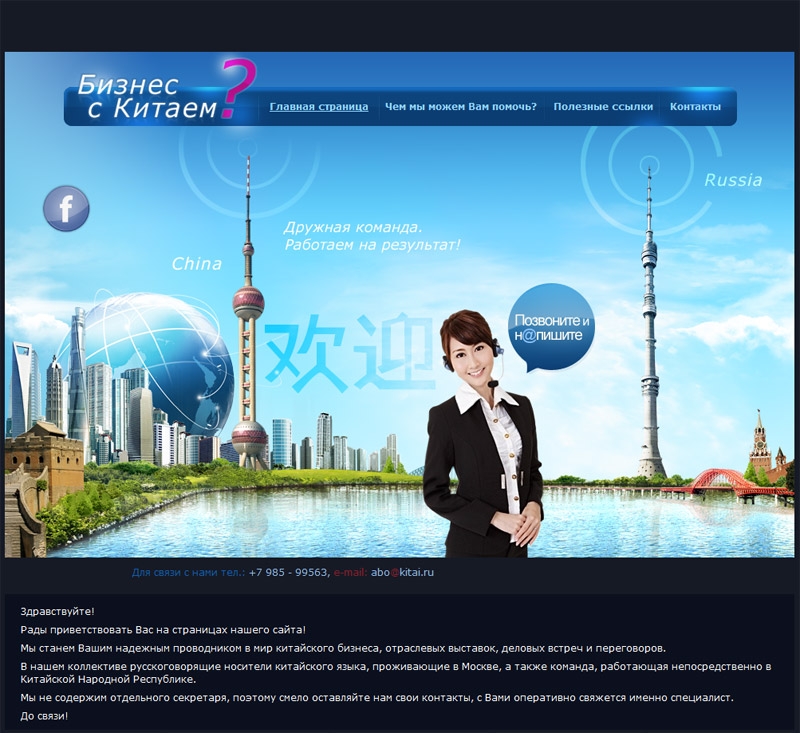 Бизнес
с Китаем?
Главная страница
Чем мы можем Вам помочь?
Полезные ссылки
Контакты
Russia
f
Дружная команда.
Работаем на результат!
China
欢迎
Позвоните и
н@пишите
Для связи с нами тел.: +7 985 - 99563, e-mail: abo@kitai.ru
Здравствуйте!
Рады приветствовать Вас на страницах нашего сайта!
Мы станем Вашим надежным проводником в мир китайского бизнеса, отраслевых выставок, деловых встреч и переговоров.
В нашем коллективе русскоговорящие носители китайского языка, проживающие в Москве, а также команда, работающая непосредственно в
Китайской Народной Республике.
Мы не содержим отдельного секретаря, поэтому смело оставляйте нам свои контакты, с Вами оперативно свяжется именно специалист.
До связи!